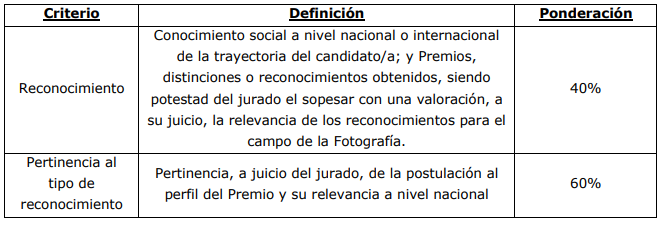 Criterio
Definición
Ponderación
Reconocimiento
Conocimiento social a nivel nacional o internacional
de la trayectoria del candidato/a; y Premios,
distinciones o reconocimientos obtenidos, siendo
potestad del jurado el sopesar con una valoración, a
su juicio, la relevancia de los reconocimientos para el
campo de la Fotografía.
40%
Pertinencia al
tipo de
reconocimiento
Pertinencia, a juicio del jurado, de la postulación al
perfil del Premio y su relevancia a nivel nacional
60%